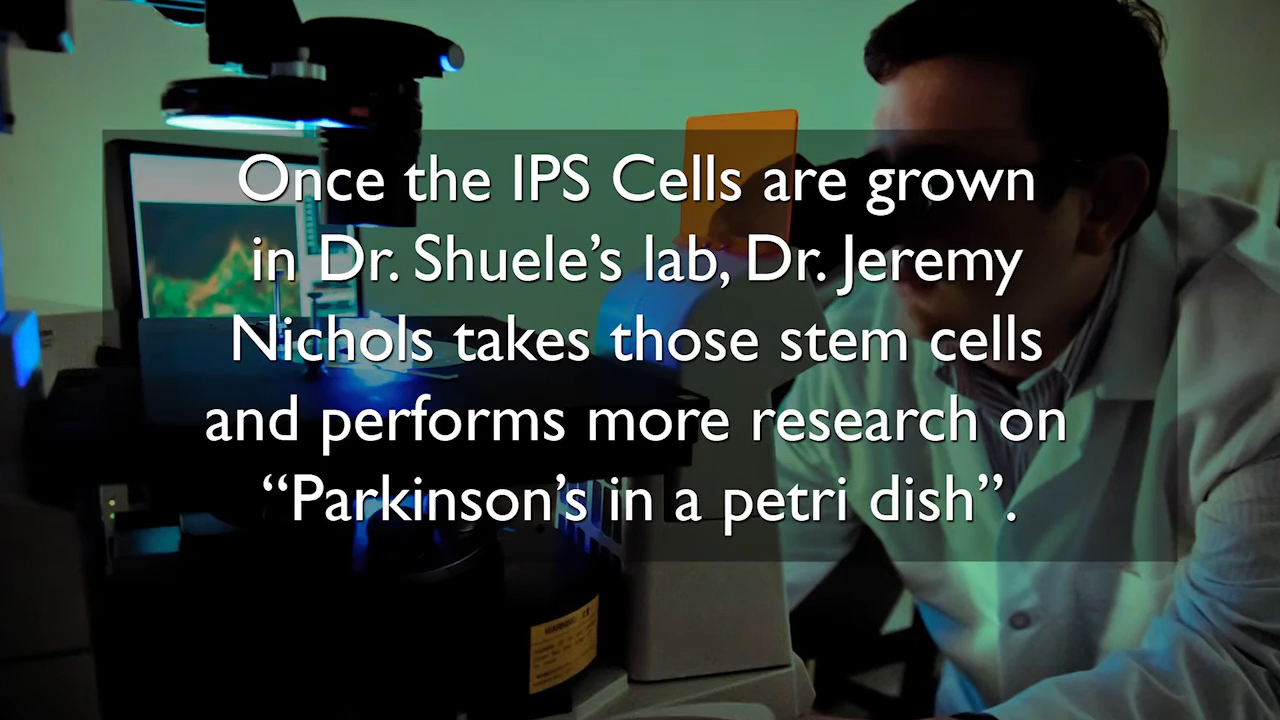 Once the IPS Cells are grown
in Dr. Shuele’s lab, Dr. Jeremy
Nichols takes those stem cells
and performs more research on
“Parkinson’s in a petri dish”.
WARNING